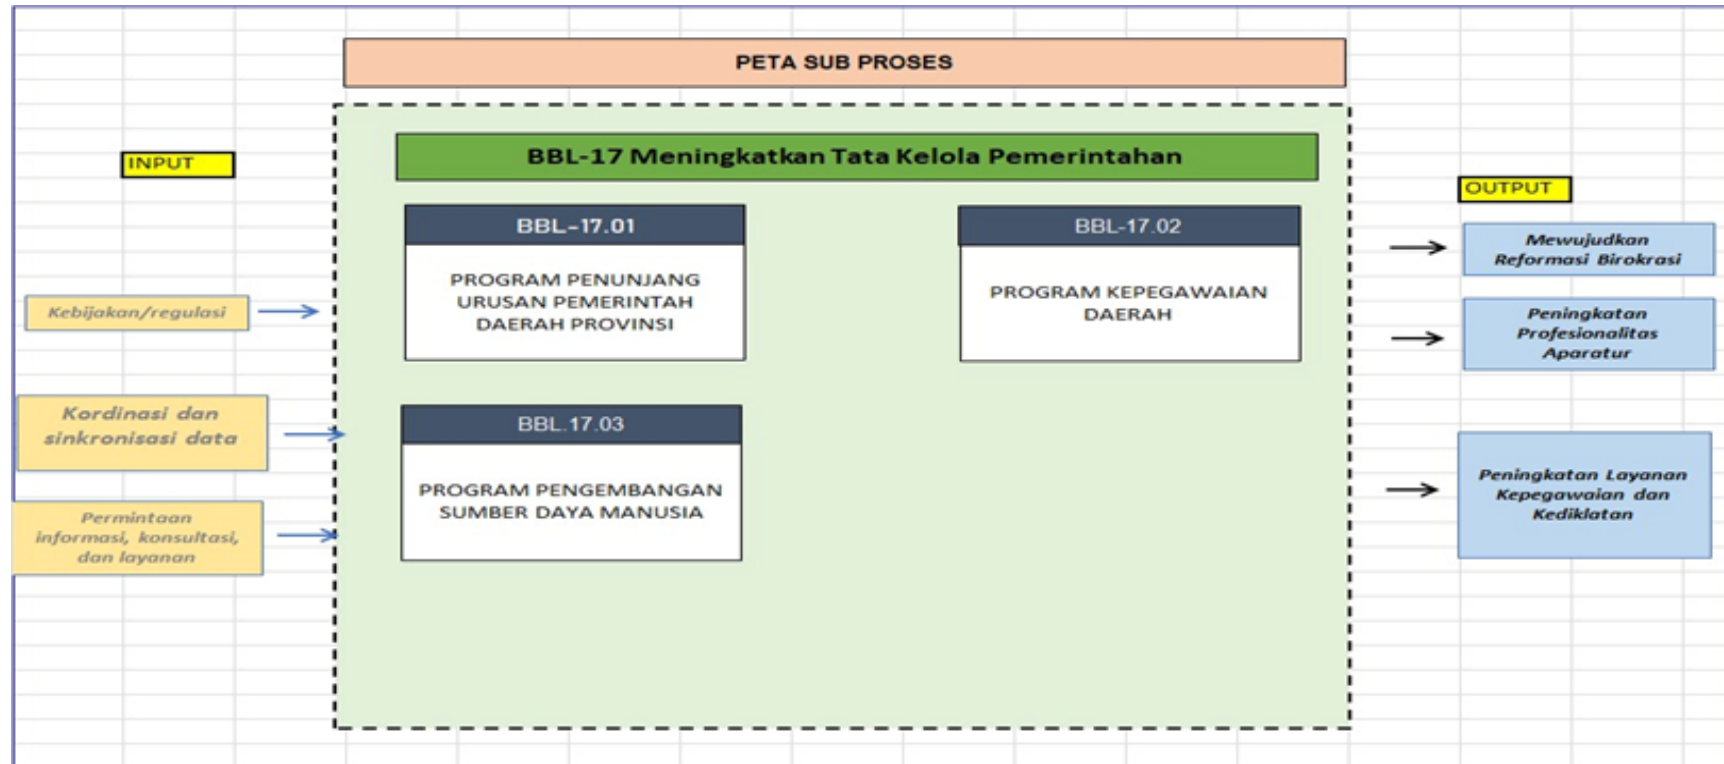 PETA SUB PROSES
INPUT
Kebijakan/regulasi
Kordinasi dan
sinkronisasi data
Permintaan
informasi, konsultasi,
dan layanan
BBL-17 Meningkatkan Tata Kelola Pemerintahan
BBL-17.01
PROGRAM PENUNJANG
URUSAN PEMERINTAH
DAERAH PROVINSI
BBL-17.02
PROGRAM KEPEGAWAIAN
DAERAH
BBL.17.03
PROGRAM PENGEMBANGAN
SUMBER DAYA MANUSIA
OUTPUT
Mewujudkan
Reformasi Birokrasi
Peningkatan
Profesionalitas
Aparatur
Peningkatan Layanan
Kepegawaian dan
Kediklatan